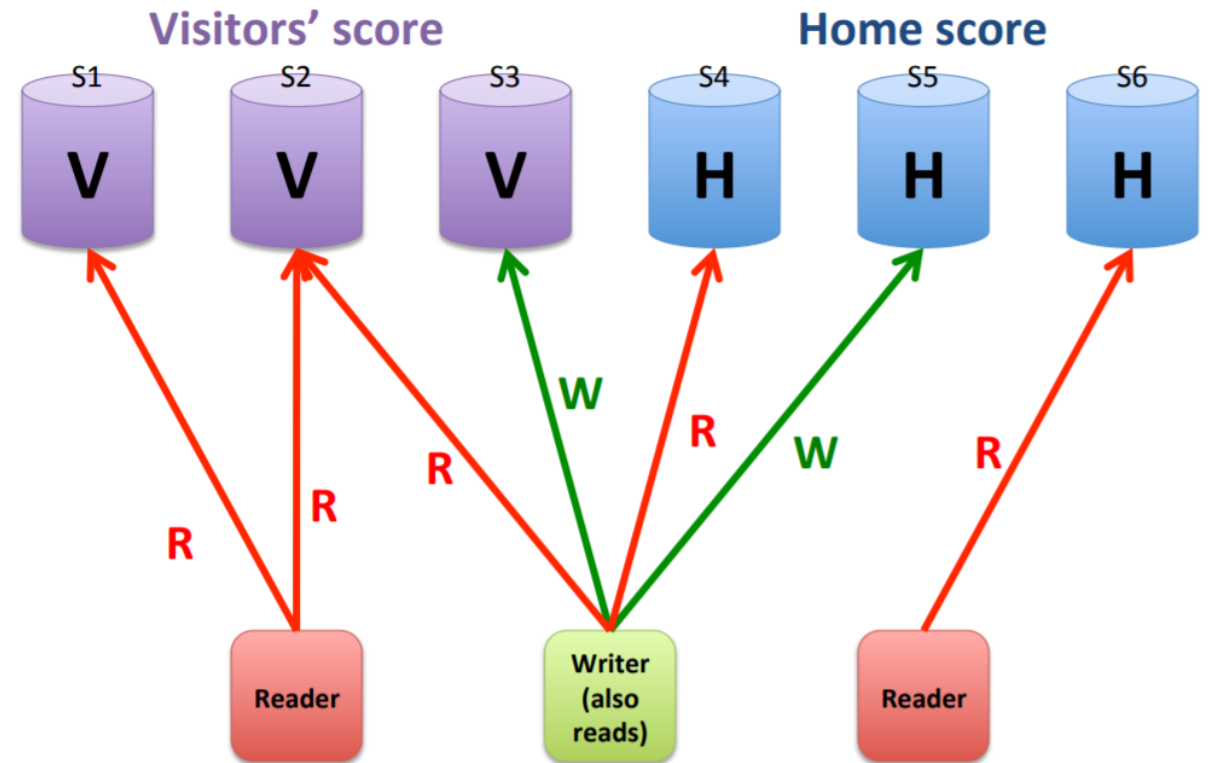 Visitors’ score
Home score
S1
S2
S3
S4
S5
S6
V
V
V
H
H
H
W
R
R
W
R
R
R
Reader
Writer
(also
reads)
Reader